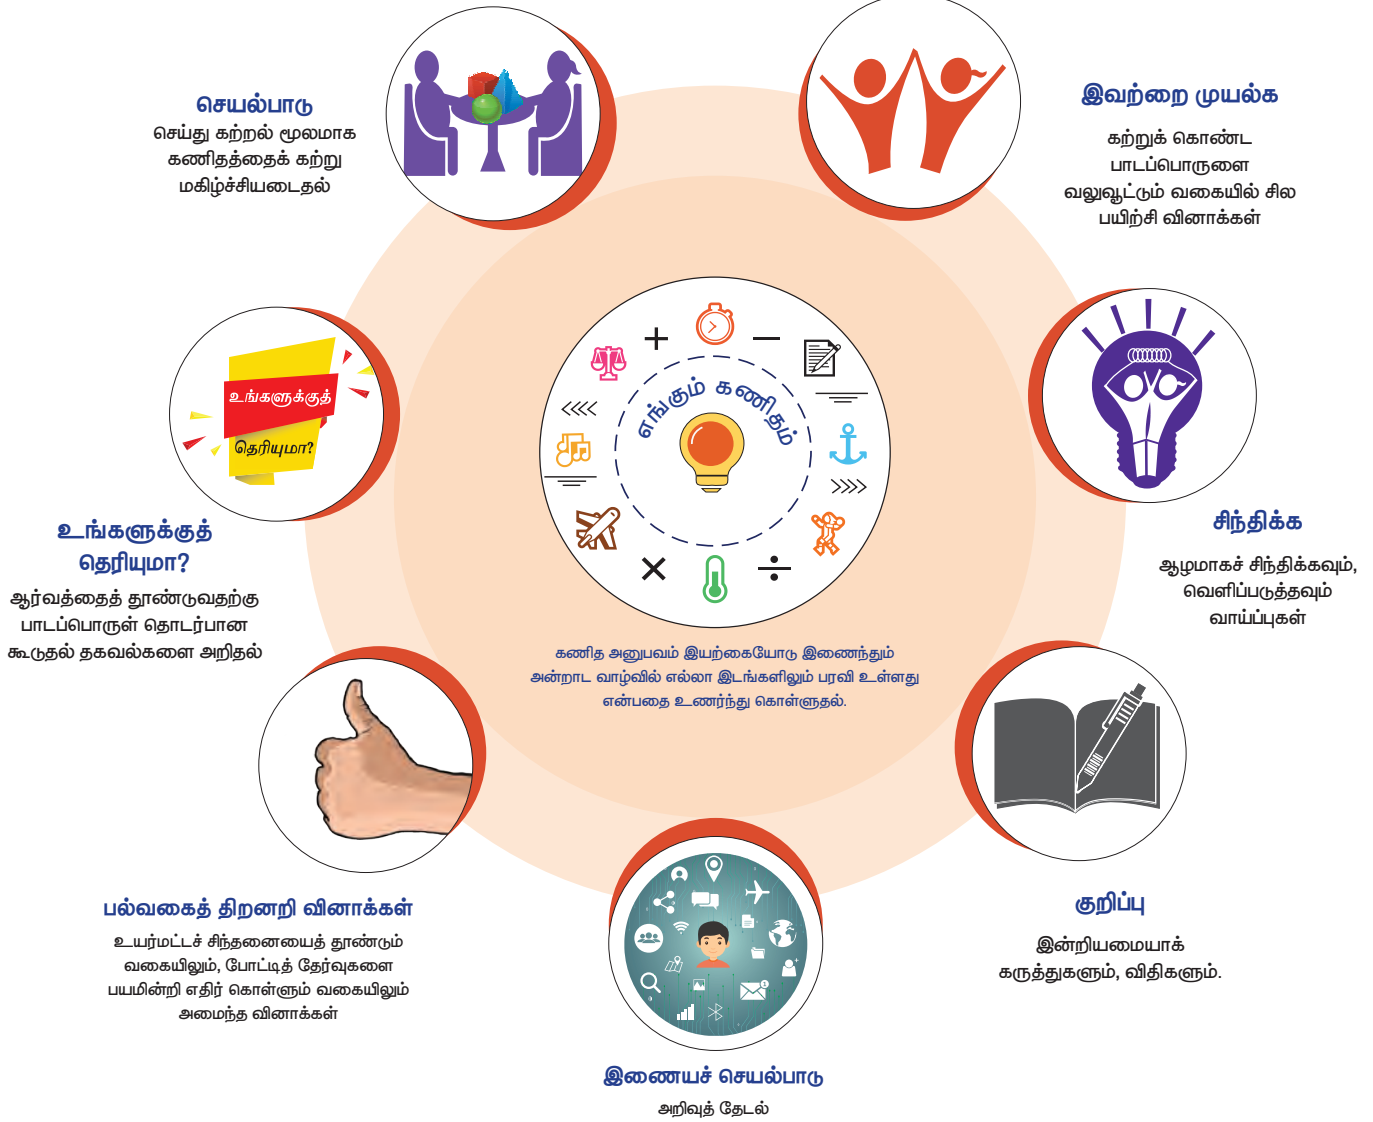 செயல்பாடு
செய்து கற்றல் மூலமாக
கணிதத்தைக் கற்று
மகிழ்ச்சியடைதல்
இவற்றை முயல்க
கற்றுக் கொண்ட
பாடப்பொருளை
வலுவூட்டும் வகையில் சில
பயிற்சி வினாக்கள்
உங்களுக்குத்
தெரியுமா?
உங்களுக்குத்
தெரியுமா?
ஆர்வத்தைத் தூண்டுவதற்கு
பாடப்பொருள் தொடர்பான
கூடுதல் தகவல்களை அறிதல்
எங்கும் கணிதம்
கணித அனுபவம் இயற்கையோடு இணைந்தும்
அன்றாட வாழ்வில் எல்லா இடங்களிலும் பரவி உள்ளது
என்பதை உணர்ந்து கொள்ளுதல்.
சிந்திக்க
ஆழமாகச் சிந்திக்கவும்,
வெளிப்படுத்தவும்
வாய்ப்புகள்
பல்வகைத் திறனறி வினாக்கள்
உயர்மட்டச் சிந்தனையைத் தூண்டும்
வகையிலும், போட்டித் தேர்வுகளை
பயமின்றி எதிர் கொள்ளும் வகையிலும்
அமைந்த வினாக்கள்
குறிப்பு
இன்றியமையாக்
கருத்துகளும், விதிகளும்.
இணையச் செயல்பாடு
அறிவுத் தேடல்